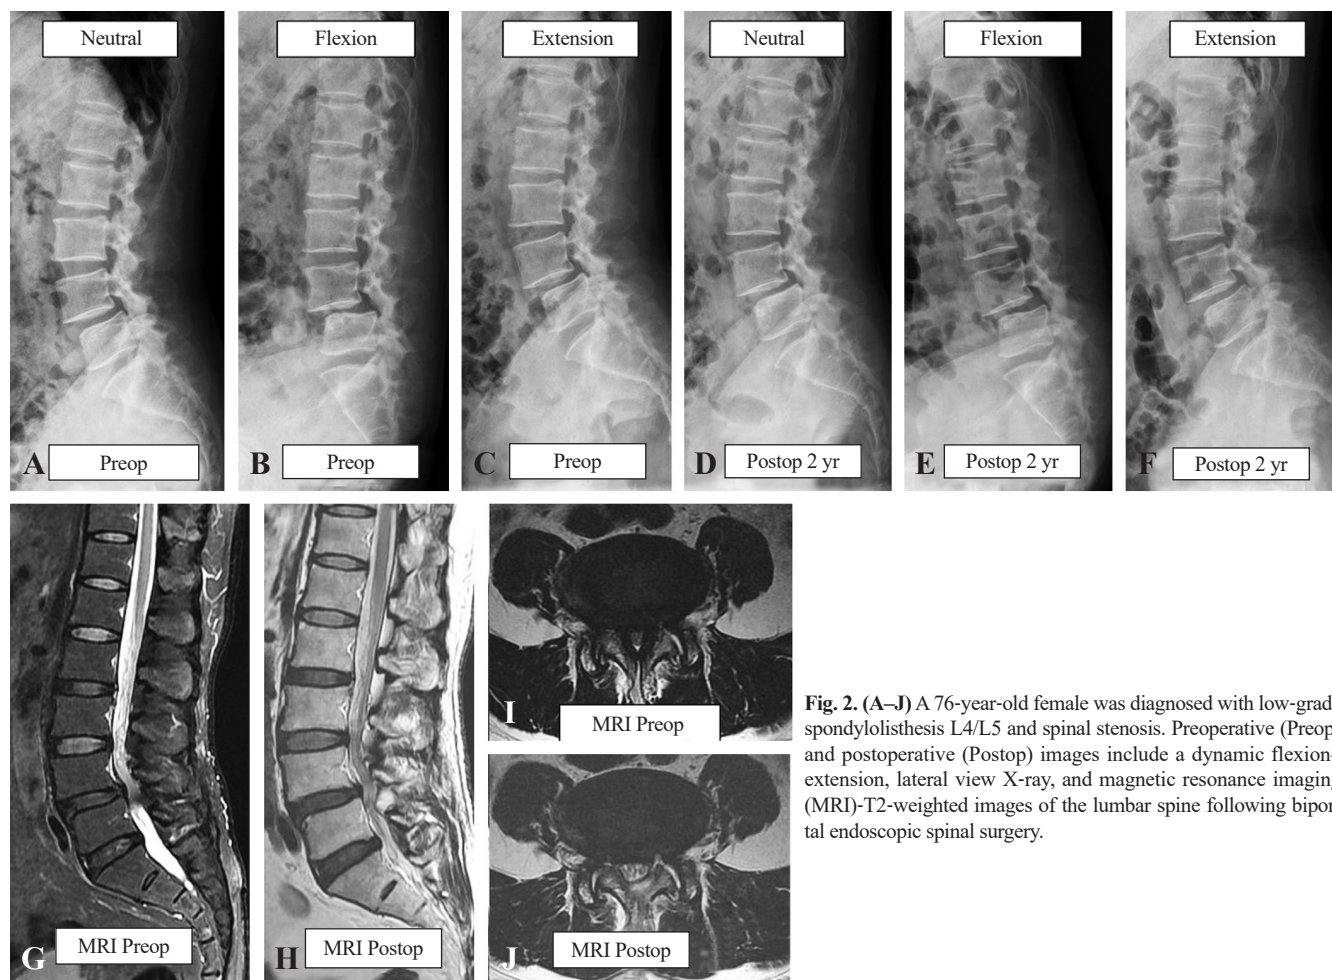 Neutral
Flexion
Extension
Neutral
Flexion
Extension
A
Preop
B
Preop
C
Preop
D
Postop 2 yr
E
Postop 2 yr
F
Postop 2 yr
G
MRI Preop
H
MRI Postop
I
MRI Preop
J
MRI Postop
Fig. 2. (A–J) A 76-year-old female was diagnosed with low-grad
spondylolisthesis L4/L5 and spinal stenosis. Preoperative (Preop
and postoperative (Postop) images include a dynamic flexion
extension, lateral view X-ray, and magnetic resonance imaging
(MRI)-T2-weighted images of the lumbar spine following bipor
tal endoscopic spinal surgery.